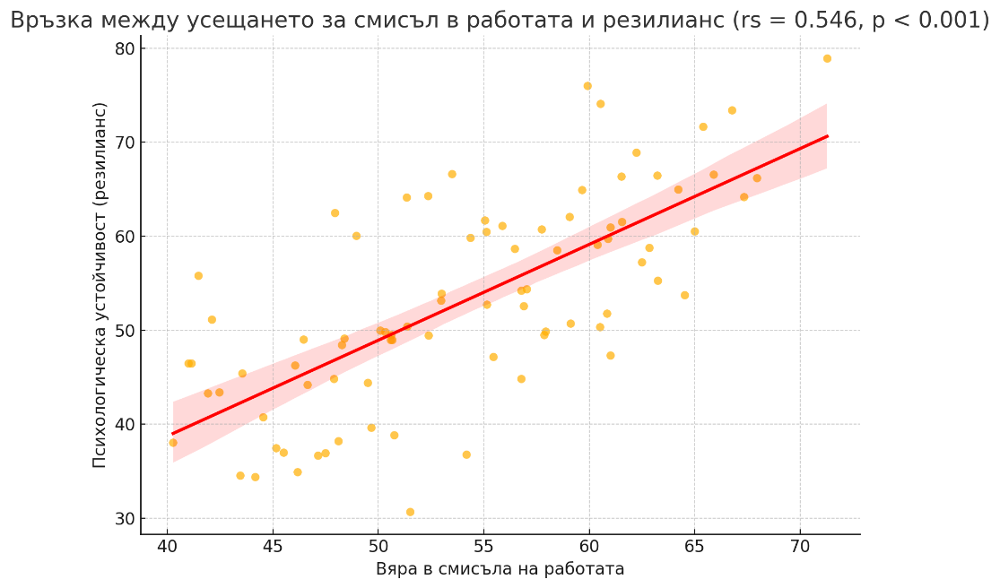 Връзка между усещането за смисъл в работата и резилианс (rs = 0.546, p < 0.001)
80
70
60
50
40
30
Психологическа устойчивост (резилианс)
40 45 50 55 60 65 70
Вяра в смисъла на работата